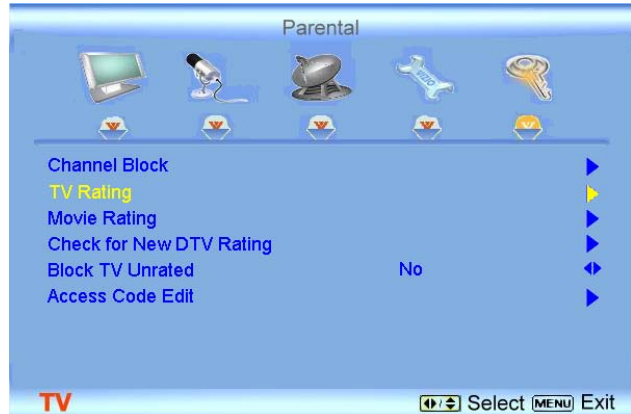 Parental
Channel Block
TV Rating
Movie Rating
Check for New DTV Rating
Block TV Unrated No
Access Code Edit
TV Select MENU Exit